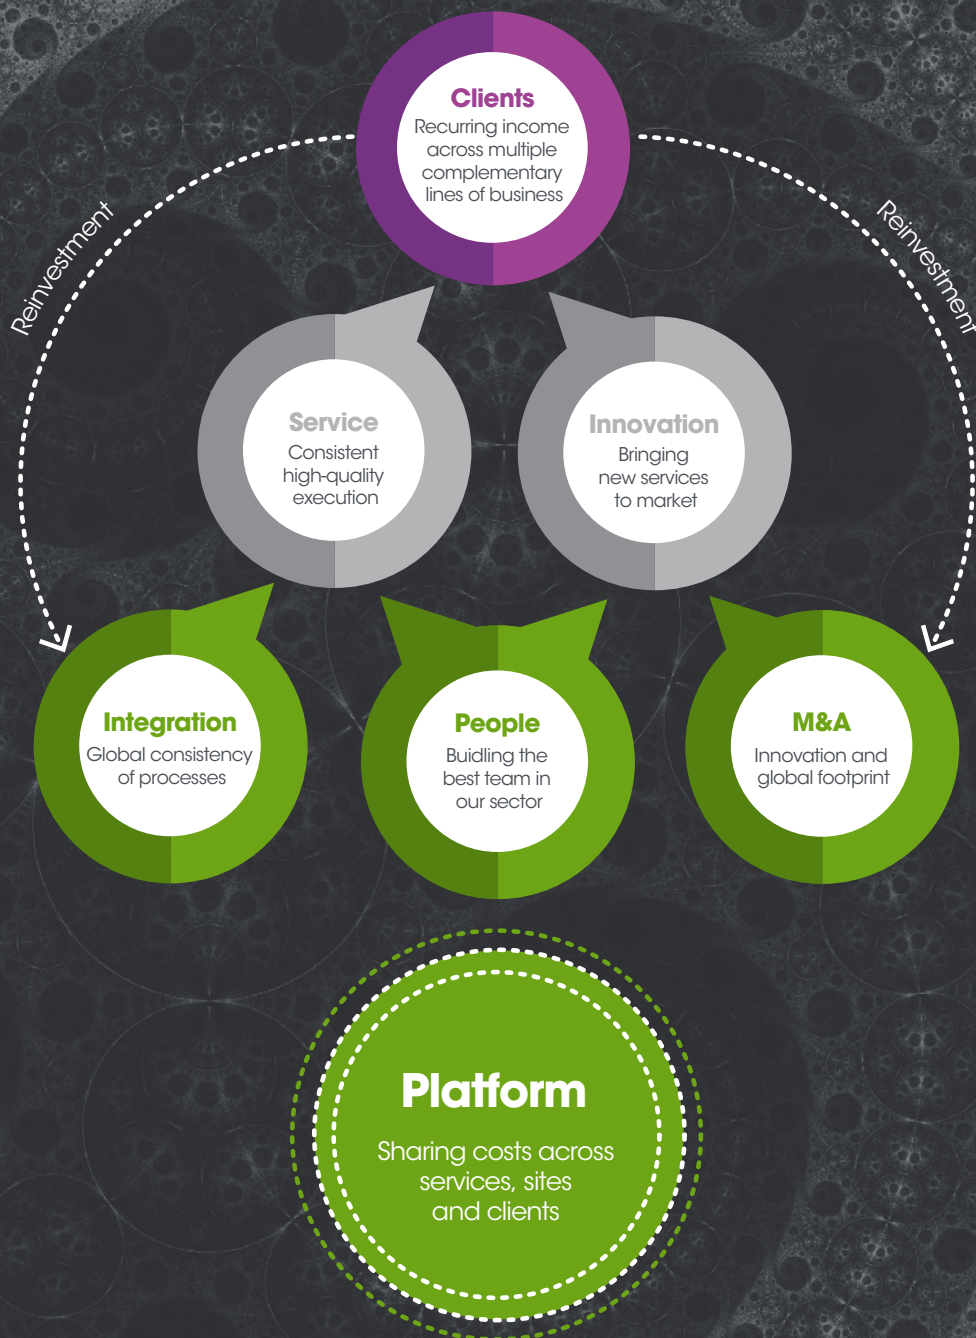 Clients
Recurring income
across multiple
complementary
lines of business
Reinvestment
Reinvestment
Service
Consistent
high-quality
execution
Innovation
Bringing
new services
to market
Integration
Global consistency
of processes
People
Buidling the
best team in
our sector
M&A
Innovation and
global footprint
Platform
Sharing costs across
services, sites
and clients